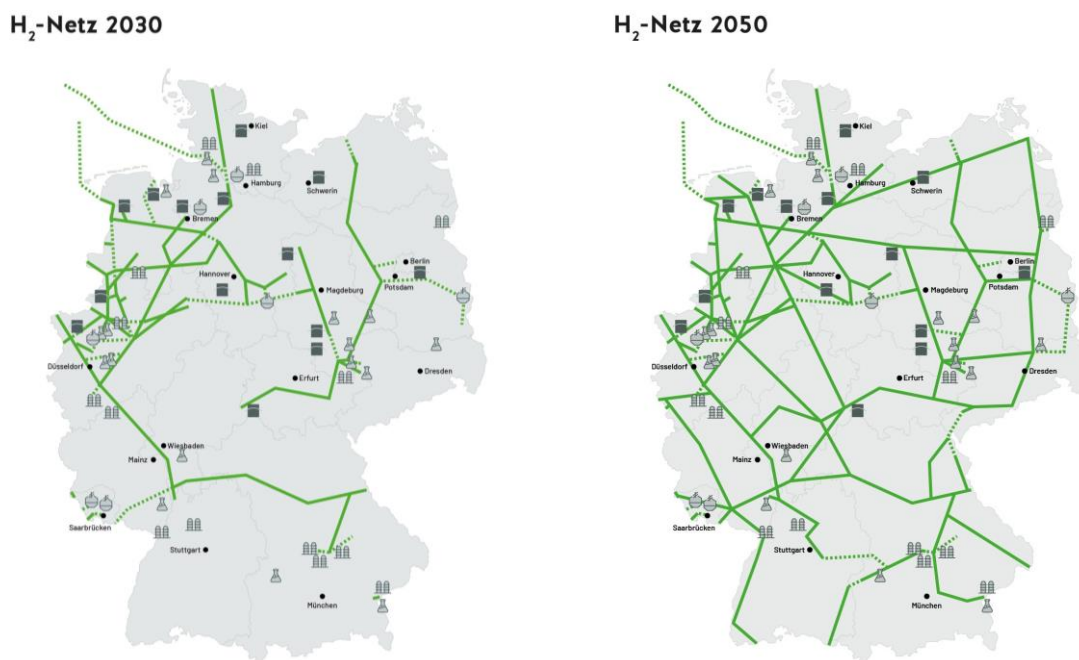 H₂-Netz 2030
Kiel
Hamburg
Schwerin
Bremen
Berlin
Hannover
Potsdam
Magdeburg
Düsseldorf
Erfurt
Dresden
Wiesbaden
Mainz
Saarbrücken
Stuttgart
München
H₂-Netz 2050
Kiel
Hamburg
Schwerin
Bremen
Berlin
Hannover
Potsdam
Magdeburg
Düsseldorf
Erfurt
Dresden
Wiesbaden
Mainz
Saarbrücken
Stuttgart
München